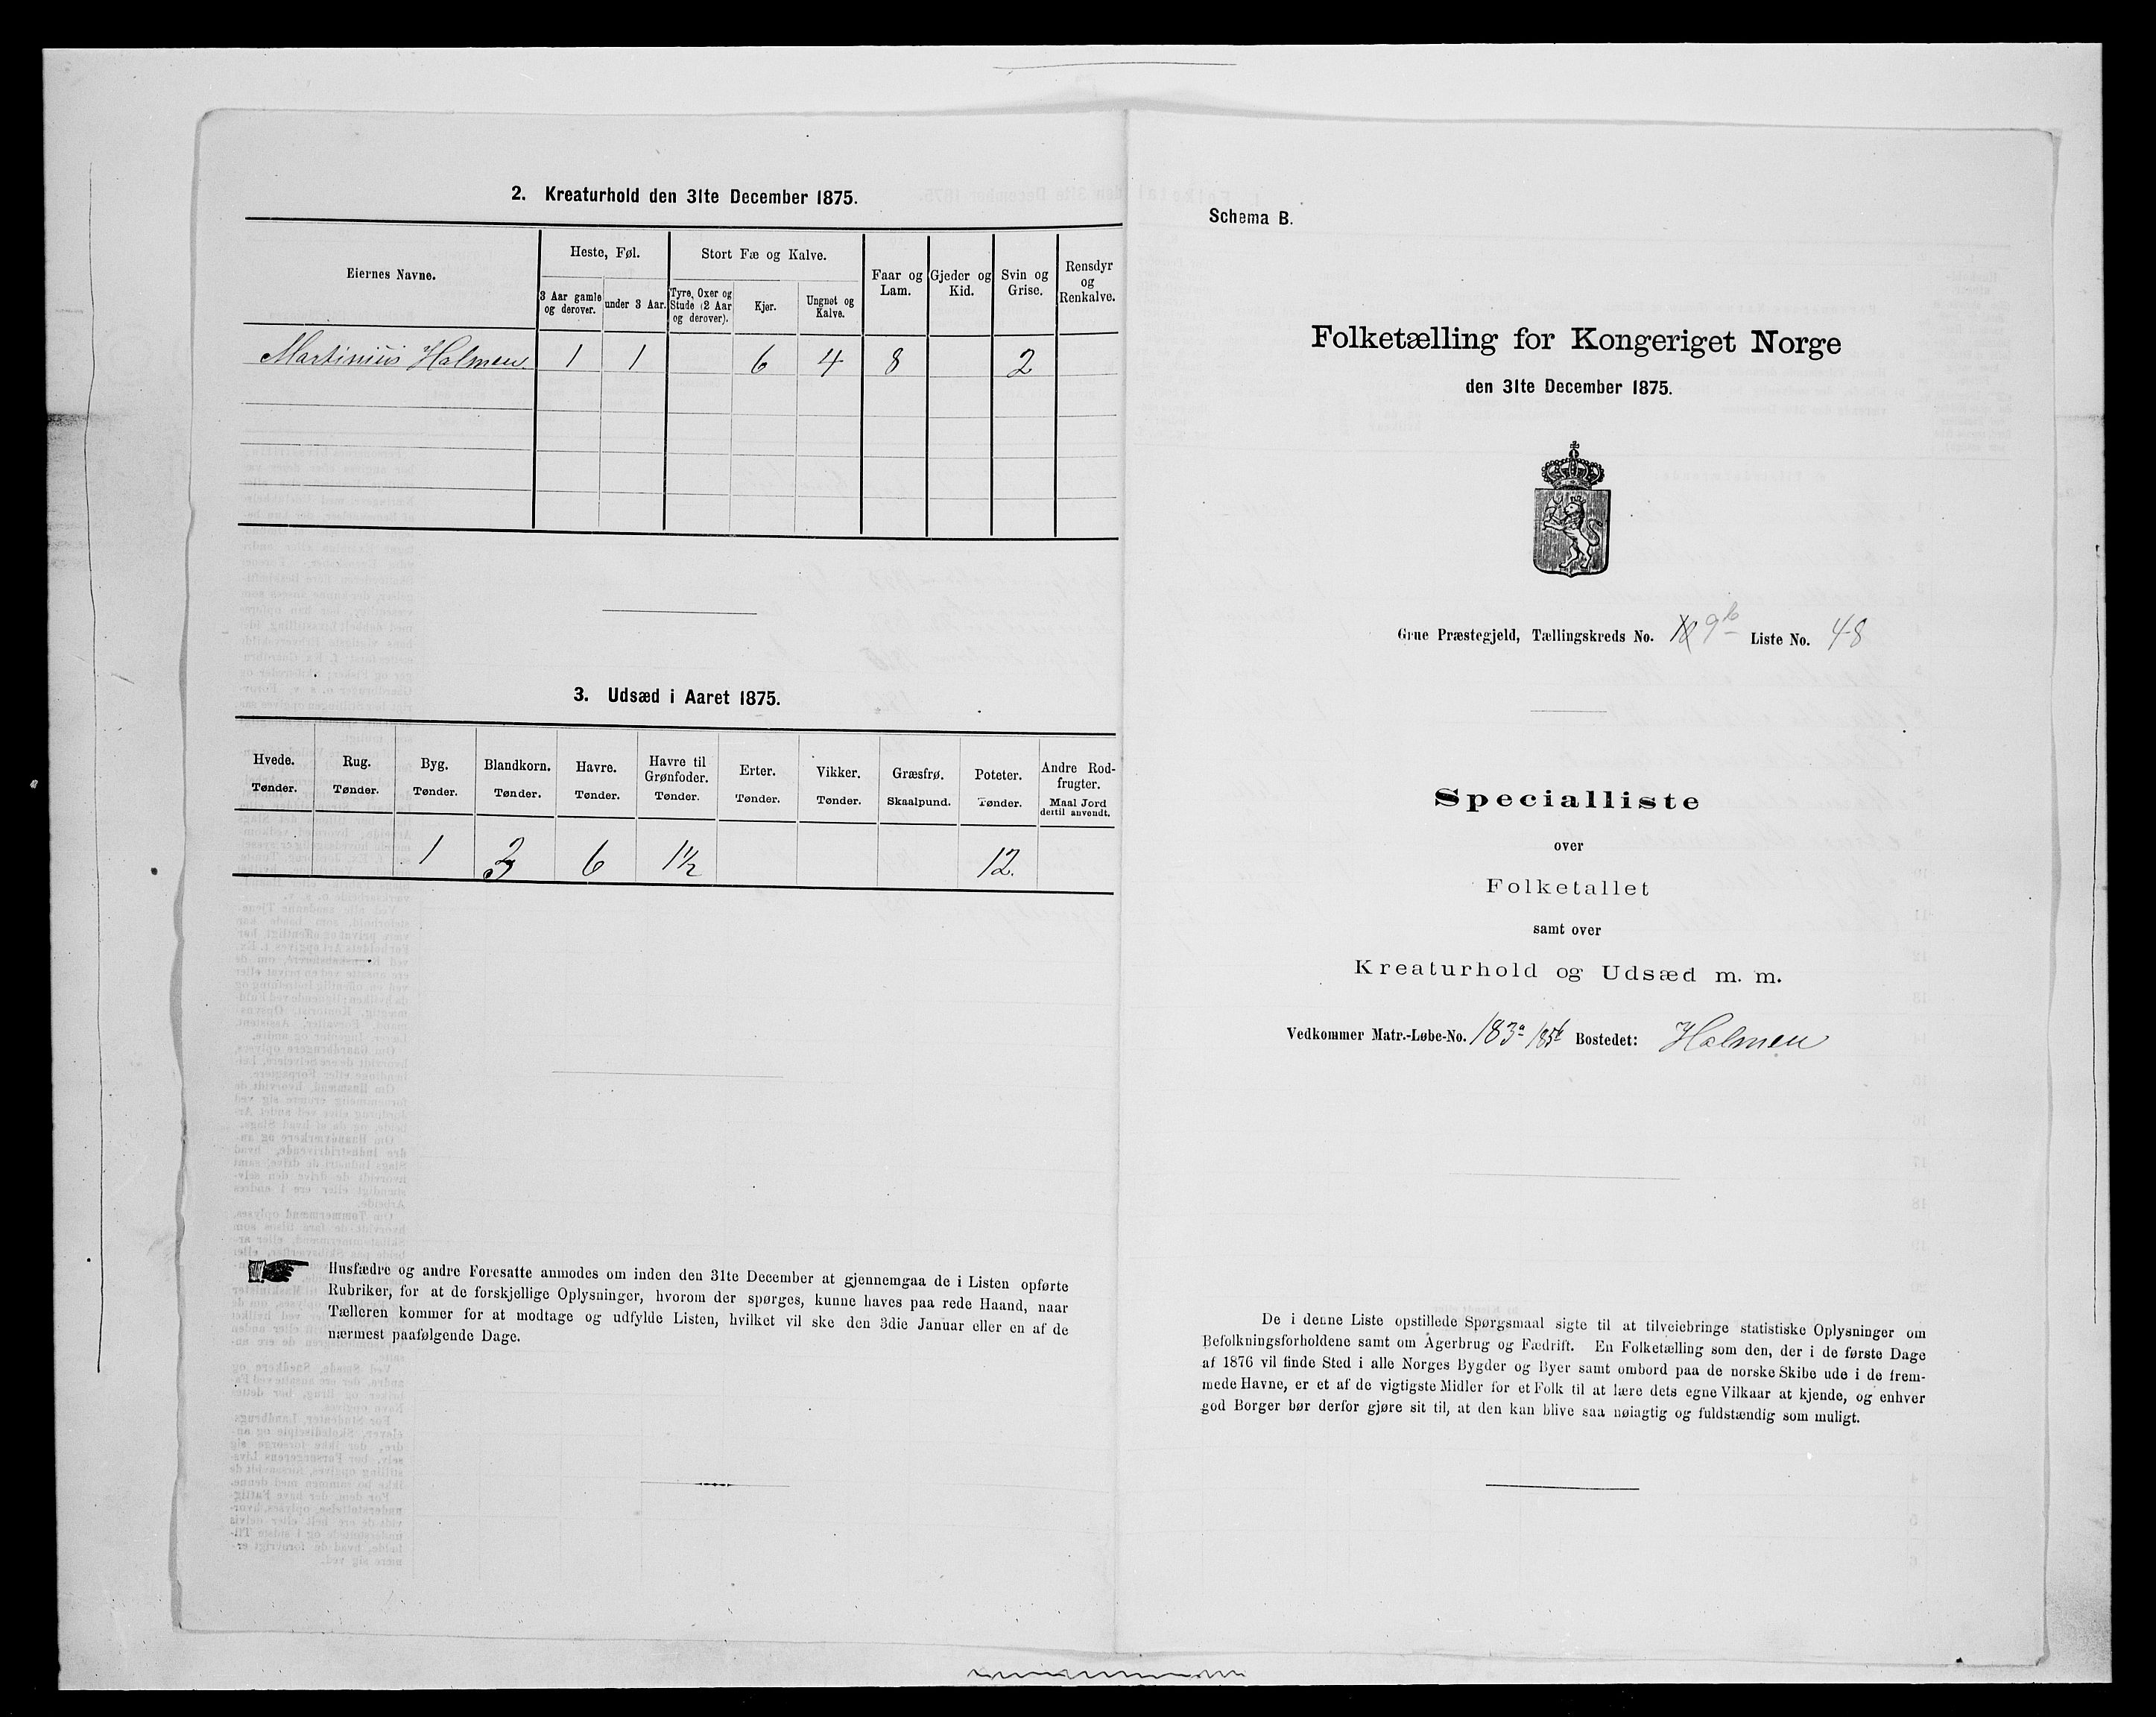 2. Kreaturhold den 31te December 1875.
Eiernes Navne.
Heste, Føl.
Stort Fæ og Kalve.
3 Aar gamle og derover.
under 3 Aar.
Tyre, Oxer og Stude (2 Aar og derover).
Kjør.
Ungnøt og Kalve.
Faar og Lam.
Gjeder og Kid.
Svin og Grise.
Rensdyr og Renkalve.
Martinius Holmen. 1 1 6 4 8 2
3. Udsæd i Aaret 1875.
Hvede. Rug. Byg. Blandkorn. Havre. Havre til Grønfoder. Erter. Vikker. Græsfrø. Poteter. Andre Rodfrugter.
Tønder. Tønder. Tønder. Tønder. Tønder. Tønder. Tønder. Tønder. Skaalpund. Tønder. Maal Jord dertil anvendt.
1 3 6 1½ 12.
Husfædre og andre Foresatte anmodes om inden den 31te December at gjennemgaa de i Listen opførte
Rubriker, for at de forskjellige Oplysninger, hvorom der spørges, kunne haves paa rede Haand, naar
Tælleren kommer for at modtage og udfylde Listen, hvilket vil ske den 3die Januar eller en af de
nærmest paafølgende Dage.
Schema B.
Folketælling for Kongeriget Norge
den 31te December 1875.
Grue Præstegjeld, Tællingskreds No. 9b Liste No. 48
Specialliste
over
Folketallet
samt over
Kreaturhold og Udsæd m. m.
Vedkommer Matr.-Løbe-No. 183a 185b Bostedet: Holmen
De i denne Liste opstillede Spørgsmaal sigte til at tilveiebringe statistiske Oplysninger om
Befolkningsforholdene samt om Agerbrug og Fædrift. En Folketælling som den, der i de første Dage
af 1876 vil finde Sted i alle Norges Bygder og Byer samt ombord paa de norske Skibe ude i de frem-
mede Havne, er et af de vigtigste Midler for et Folk til at lære dets egne Vilkaar at kjende, og enhver
god Borger bør derfor gjøre sit til, at den kan blive saa nøiagtig og fuldstændig som muligt.